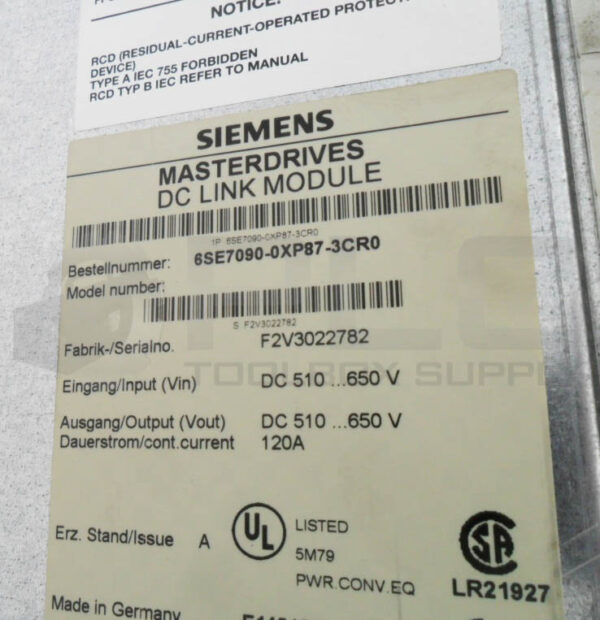 NOTICE:
RCD (RESIDUAL-CURRENT-OPERATED
DEVICE)
TYPE A IEC 755 FORBIDDEN
RCD TYP B IEC REFER TO MANUAL
SIEMENS
MASTERDRIVES
DC LINK MODULE
1P 6SE7090-0XP87-3CR0
Bestellnummer: 6SE7090-0XP87-3CR0
Model number:
S F2V3022782
Fabrik-/Serialno. F2V3022782
TOOLBOX
Eingang/Input (Vin) DC 510 ...650 V
Ausgang/Output (Vout) DC 510 ...650 V
Dauerstrom/cont.current 120A
Erz. Stand/Issue A
UL
LISTED
5M79
PWR.CONV.EQ
SA
LR21927
Made in Germany